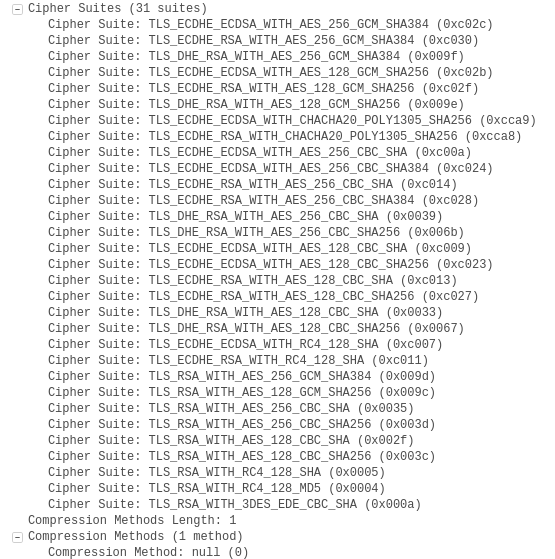 Cipher Suites (31 suites)
Cipher Suite: TLS_ECDHE_ECDSA_WITH_AES_256_GCM_SHA384 (0xc02c)
Cipher Suite: TLS_ECDHE_RSA_WITH_AES_256_GCM_SHA384 (0xc030)
Cipher Suite: TLS_DHE_RSA_WITH_AES_256_GCM_SHA384 (0x009f)
Cipher Suite: TLS_ECDHE_ECDSA_WITH_AES_128_GCM_SHA256 (0xc02b)
Cipher Suite: TLS_ECDHE_RSA_WITH_AES_128_GCM_SHA256 (0xc02f)
Cipher Suite: TLS_DHE_RSA_WITH_AES_128_GCM_SHA256 (0x009e)
Cipher Suite: TLS_ECDHE_ECDSA_WITH_CHACHA20_POLY1305_SHA256 (0xcca9)
Cipher Suite: TLS_ECDHE_RSA_WITH_CHACHA20_POLY1305_SHA256 (0xcca8)
Cipher Suite: TLS_ECDHE_ECDSA_WITH_AES_256_CBC_SHA (0xc00a)
Cipher Suite: TLS_ECDHE_ECDSA_WITH_AES_256_CBC_SHA384 (0xc024)
Cipher Suite: TLS_ECDHE_RSA_WITH_AES_256_CBC_SHA (0xc014)
Cipher Suite: TLS_ECDHE_RSA_WITH_AES_256_CBC_SHA384 (0xc028)
Cipher Suite: TLS_DHE_RSA_WITH_AES_256_CBC_SHA (0x0039)
Cipher Suite: TLS_DHE_RSA_WITH_AES_256_CBC_SHA256 (0x006b)
Cipher Suite: TLS_ECDHE_ECDSA_WITH_AES_128_CBC_SHA (0xc009)
Cipher Suite: TLS_ECDHE_ECDSA_WITH_AES_128_CBC_SHA256 (0xc023)
Cipher Suite: TLS_ECDHE_RSA_WITH_AES_128_CBC_SHA (0xc013)
Cipher Suite: TLS_ECDHE_RSA_WITH_AES_128_CBC_SHA256 (0xc027)
Cipher Suite: TLS_DHE_RSA_WITH_AES_128_CBC_SHA (0x0033)
Cipher Suite: TLS_DHE_RSA_WITH_AES_128_CBC_SHA256 (0x0067)
Cipher Suite: TLS_ECDHE_ECDSA_WITH_RC4_128_SHA (0xc007)
Cipher Suite: TLS_ECDHE_RSA_WITH_RC4_128_SHA (0xc011)
Cipher Suite: TLS_RSA_WITH_AES_256_GCM_SHA384 (0x009d)
Cipher Suite: TLS_RSA_WITH_AES_128_GCM_SHA256 (0x009c)
Cipher Suite: TLS_RSA_WITH_AES_256_CBC_SHA (0x0035)
Cipher Suite: TLS_RSA_WITH_AES_256_CBC_SHA256 (0x003d)
Cipher Suite: TLS_RSA_WITH_AES_128_CBC_SHA (0x002f)
Cipher Suite: TLS_RSA_WITH_AES_128_CBC_SHA256 (0x003c)
Cipher Suite: TLS_RSA_WITH_RC4_128_SHA (0x0005)
Cipher Suite: TLS_RSA_WITH_RC4_128_MD5 (0x0004)
Cipher Suite: TLS_RSA_WITH_3DES_EDE_CBC_SHA (0x000a)
Compression Methods Length: 1
Compression Methods (1 method)
Compression Method: null (0)